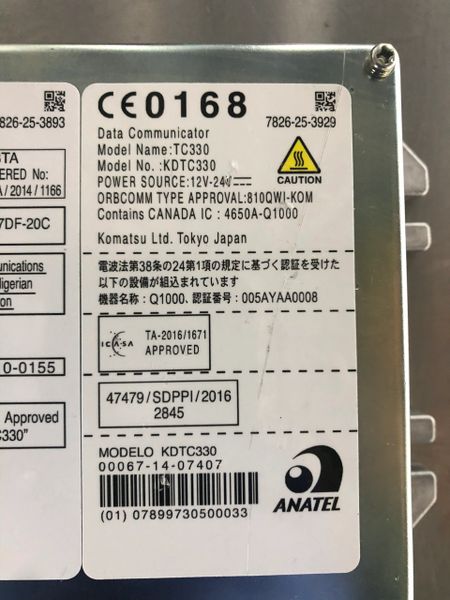 7826-25-3893
TA
ERED No:
A / 2014 / 1166
7DF-20C
nications
ligerian
on
0-0155
Approved
C330"
CE0168
7826-25-3929
Data Communicator
Model Name:TC330
Model No. :KDTC330
POWER SOURCE:12V-24V
CAUTION
ORBCOMM TYPE APPROVAL:810QWI-KOM
Contains CANADA IC : 4650A-Q1000
Komatsu Ltd. Tokyo Japan
電波法第38条の24第1項の規定に基づく認証を受けた
以下の設備が組込まれています
機器名称: Q1000、認証番号: 005AYAA0008
ICASA
TA-2016/1671
APPROVED
47479/SDPPI/2016
2845
MODELO KDTC330
00067-14-07407
(01) 07899730500033
ANATEL